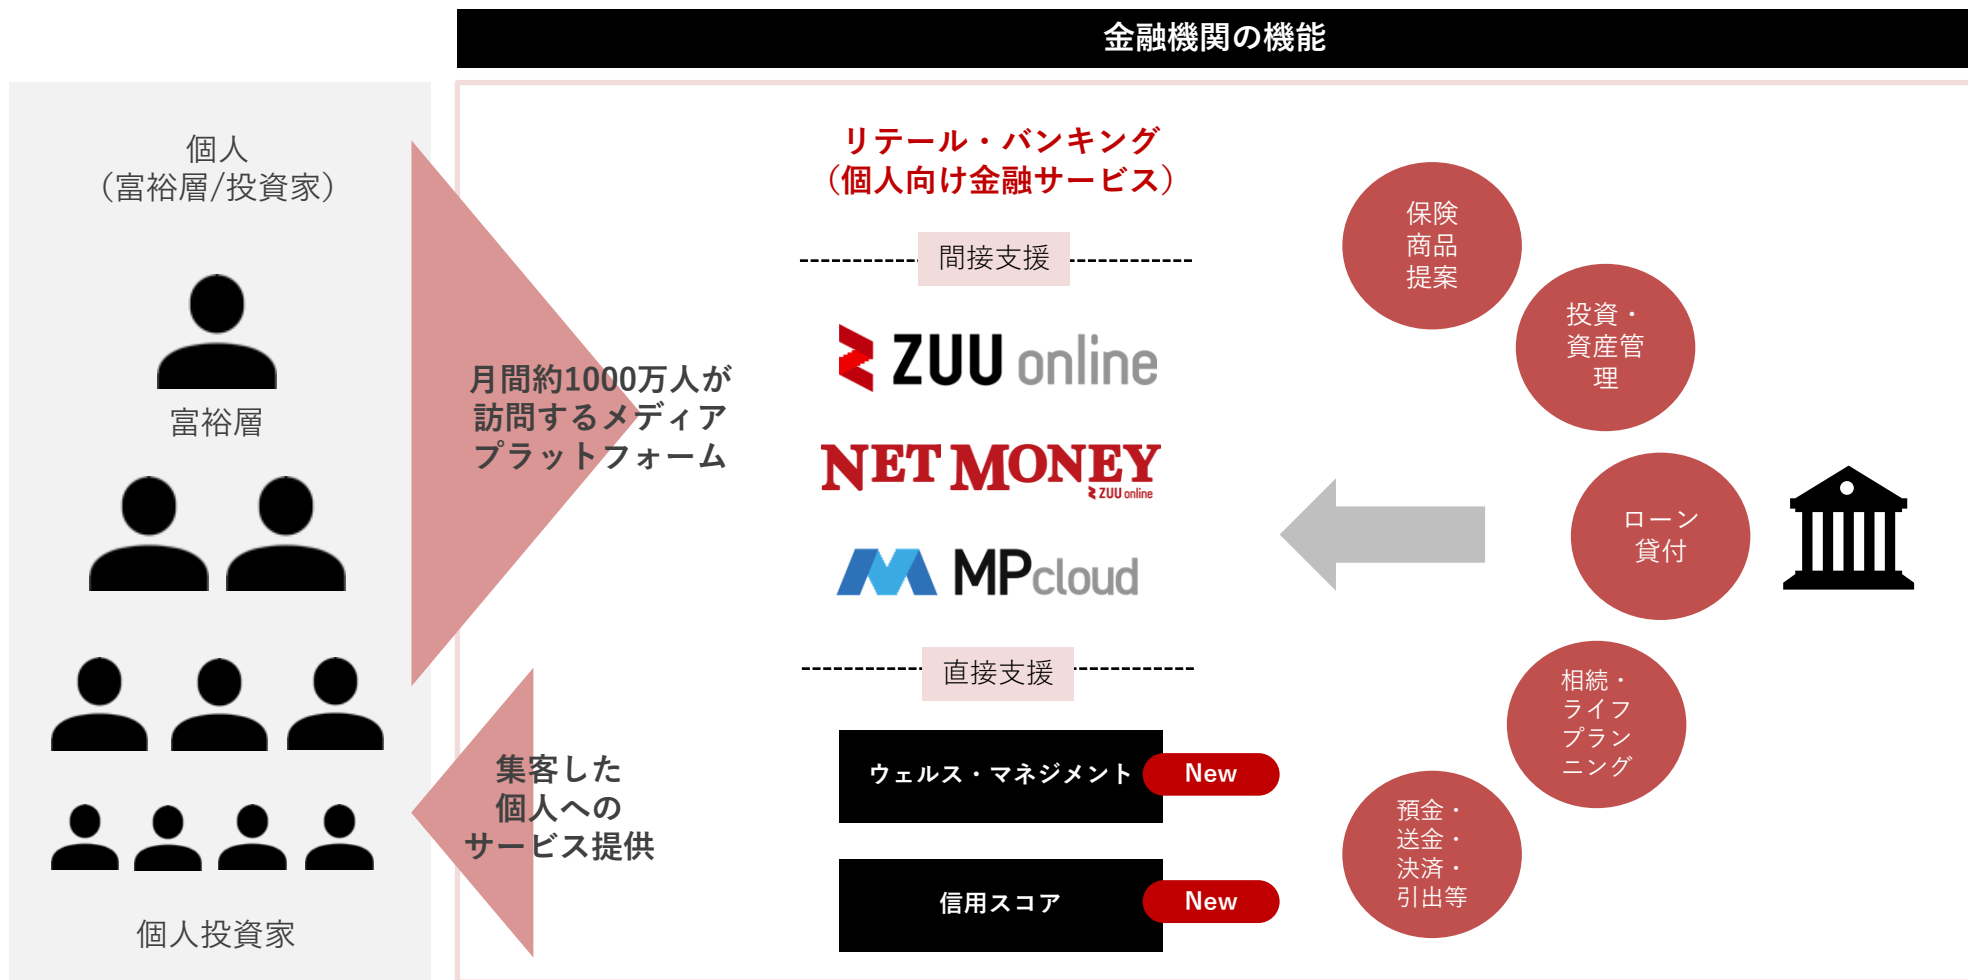 金融機関の機能
個人
（富裕層/投資家）
富裕層
個人投資家
月間約1000万人が
訪問するメディア
プラットフォーム
集客した
個人への
サービス提供
リテール・バンキング
（個人向け金融サービス）
間接支援
ZUU online
NET MONEY
ZUU online
MPcloud
直接支援
ウェルス・マネジメント
New
信用スコア
New
保険
商品
提案
投資・
資産管
理
ローン
貸付
相続・
ライフ
プラン
ニング
預金・
送金・
決済・
引出等